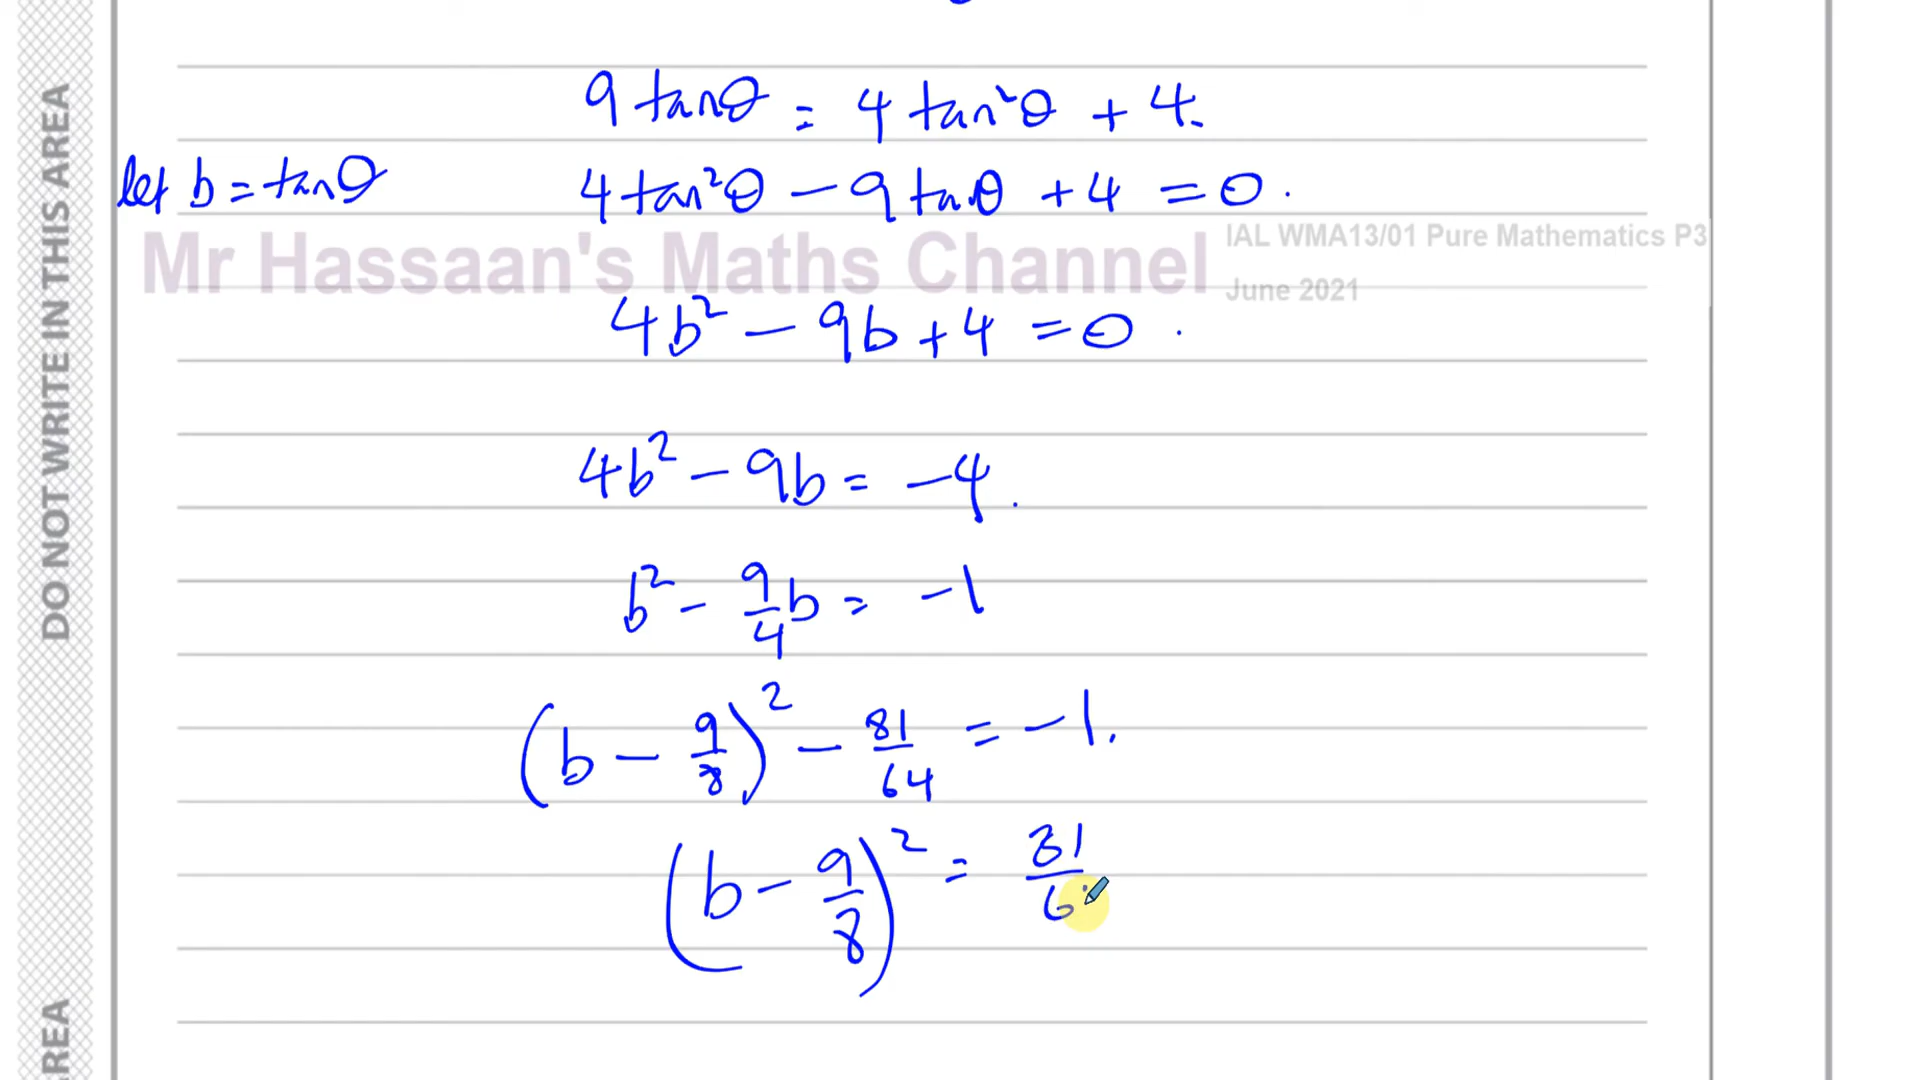 9 tanθ = 4 tan²θ + 4.
let b = tanθ
4 tan²θ − 9 tanθ + 4 = 0.
Mr Hassaan's Maths Channel
IAL WMA13/01 Pure Mathematics P3
June 2021
4b² − 9b + 4 = 0.
4b² − 9b = −4.
b² − 9/4 b = −1
(b − 9/8)² − 81/64 = −1.
(b − 9/8)² = 81/6
DO NOT WRITE IN THIS AREA
REA